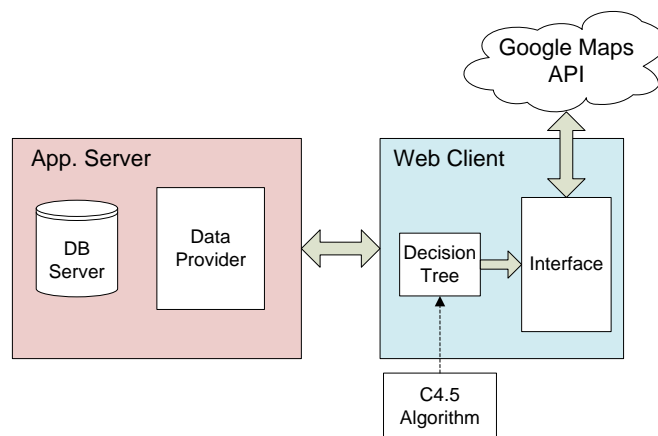 Google Maps
API
App. Server
DB
Server
Data
Provider
Web Client
Decision
Tree
Interface
C4.5
Algorithm